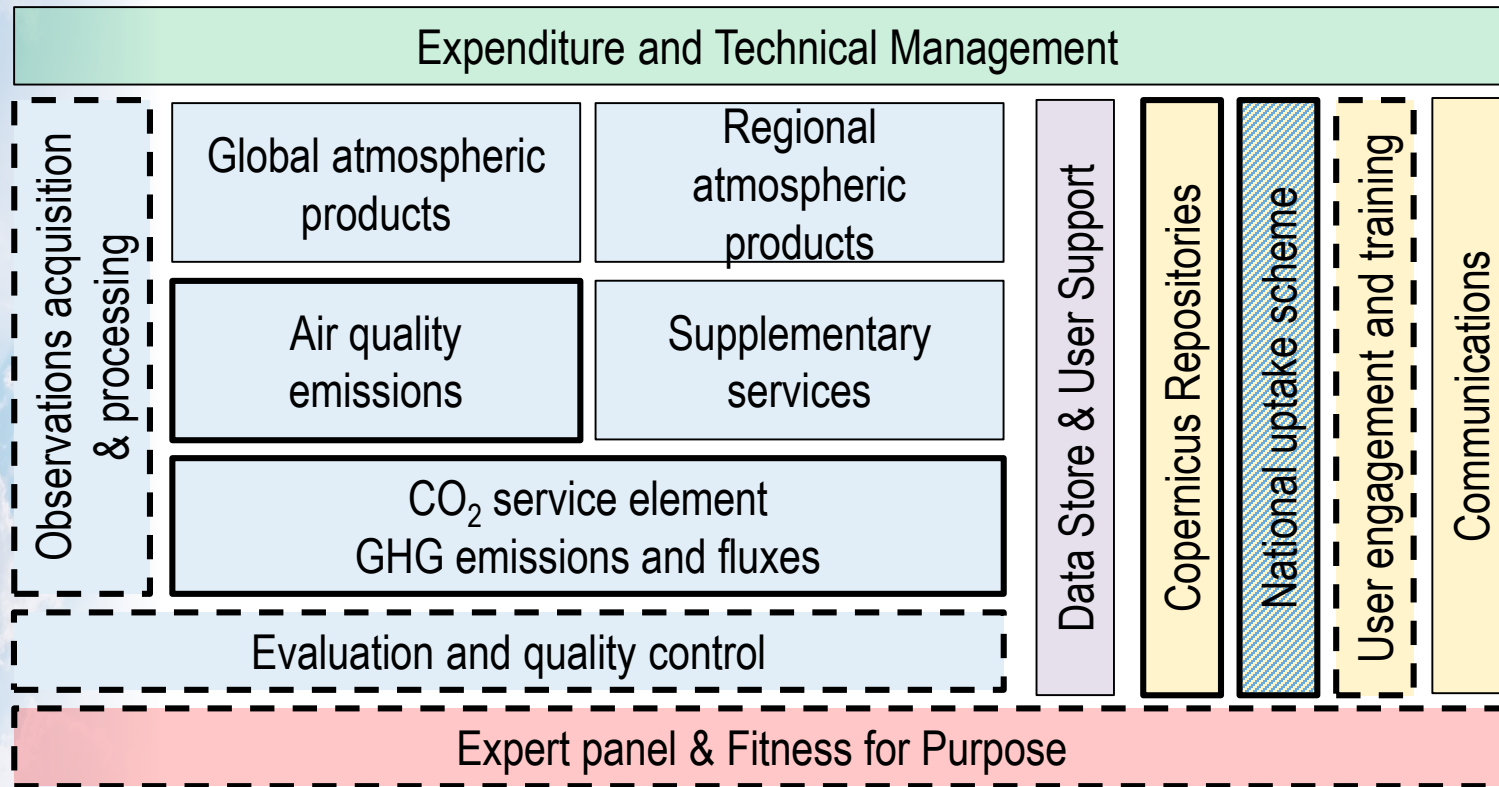 Expenditure and Technical Management
Observations acquisition
& processing
Global atmospheric
products
Regional
atmospheric
products
Air quality
emissions
Supplementary
services
CO₂ service element
GHG emissions and fluxes
Evaluation and quality control
Data Store & User Support
Copernicus Repositories
National uptake scheme
User engagement and training
Communications
Expert panel & Fitness for Purpose